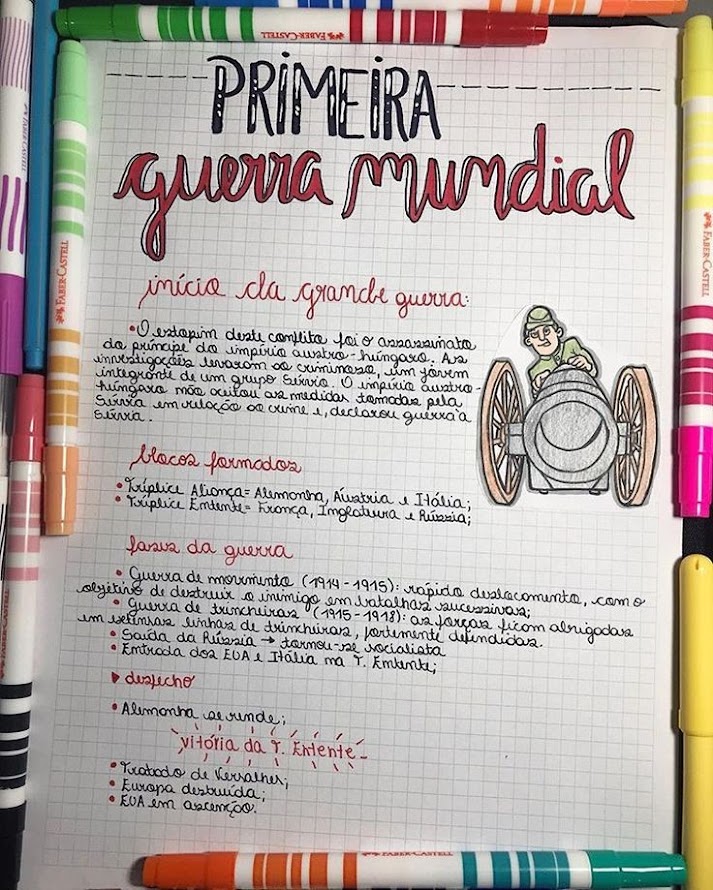 PRIMEIRA
guerra mundial
início da grande guerra:
• O estopim deste conflito foi o assassinato
do príncipe do império austro-húngaro. As
investigações levaram ao criminoso, um jovem
integrante de um grupo Sérvio. O império austro-
húngaro não aceitou as medidas tomadas pela
Sérvia em relação ao crime e, declarou guerra à
Sérvia.
blocos formados
• Tríplice Aliança = Alemanha, Áustria e Itália;
• Tríplice Entente = França, Inglaterra e Rússia;
fases da guerra
• Guerra de movimento (1914-1915): rápido deslocamento, com o
objetivo de destruir o inimigo em batalhas sucessivas;
• Guerra de trincheiras (1915-1918): as forças ficam abrigadas
em extensas linhas de trincheiras, fortemente defendidas.
• Saída da Rússia → tornou-se socialista
• Entrada dos EUA e Itália na T. Entente;
▶ desfecho
• Alemanha se rende;
vitória da T. Entente
• Tratado de Versalhes;
• Europa destruída;
• EUA em ascenção.
FABER-CASTELL
FABER-CASTELL
FABER-CASTELL
FABER-CASTELL